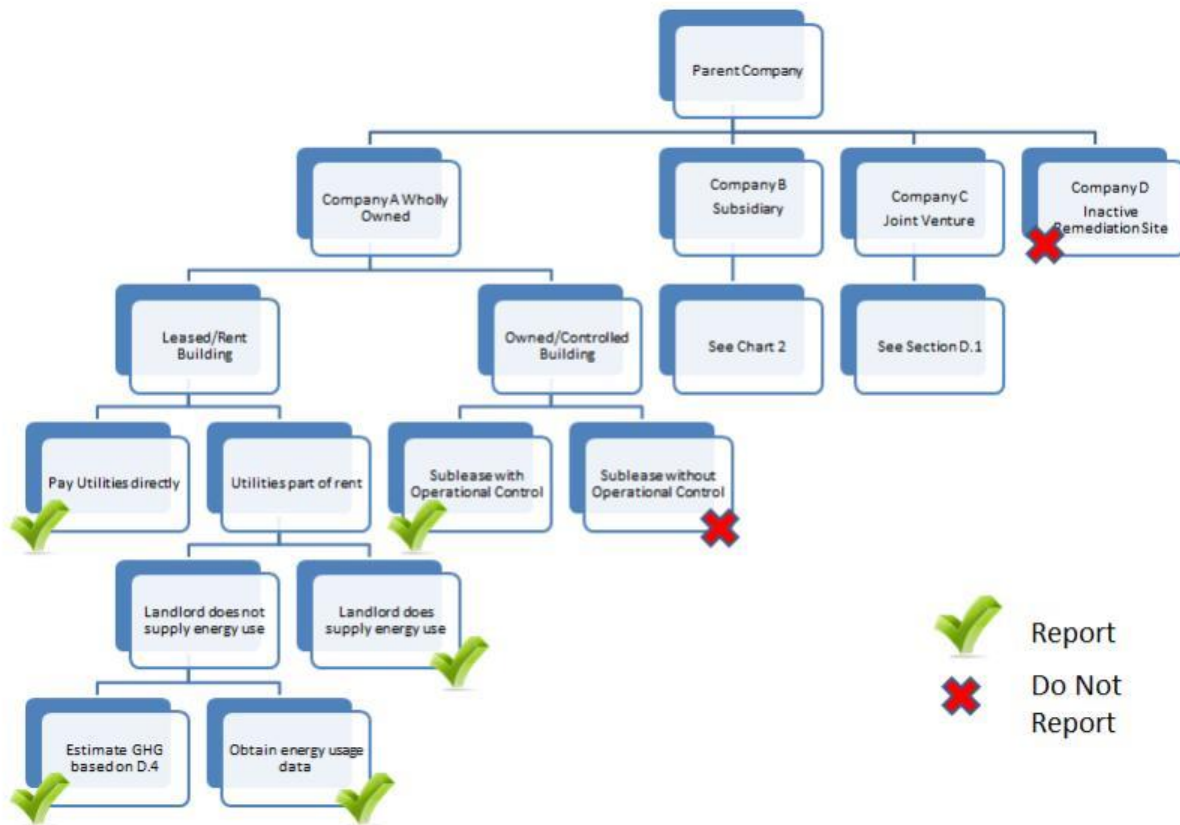 Parent Company
Company A Wholly
Owned
Company B
Subsidiary
Company C
Joint Venture
Company D
Inactive
Remediation Site
Leased/Rent
Building
Owned/Controlled
Building
See Chart 2
See Section D.1
Pay Utilities directly
Utilities part of rent
Sublease with
Operational Control
Sublease without
Operational Control
Landlord does not
supply energy use
Landlord does
supply energy use
Estimate GHG
based on D.4
Obtain energy usage
data
Report
Do Not
Report